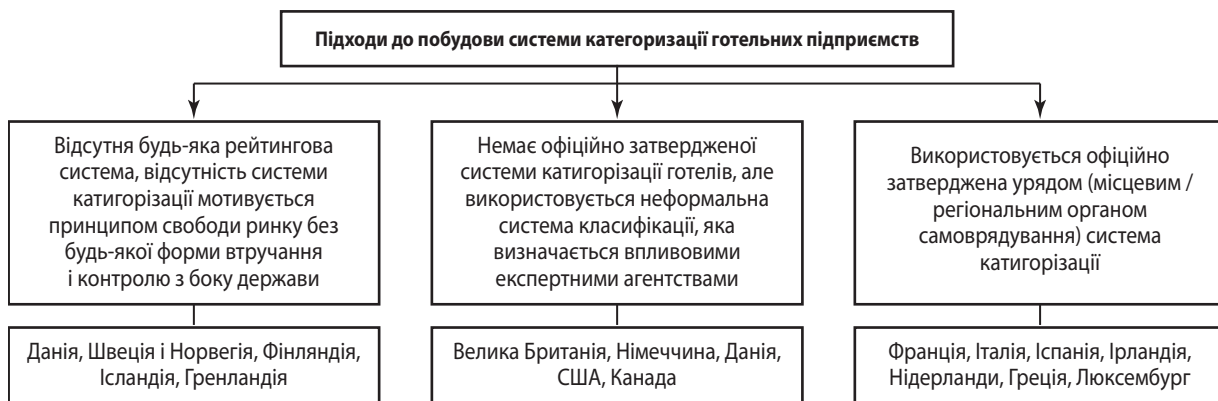 Підходи до побудови системи категоризації готельних підприємств
Відсутня будь-яка рейтингова
система, відсутність системи
катигорізації мотивується
принципом свободи ринку без
будь-якої форми втручання
і контролю з боку держави
Немає офіційно затвердженої
системи катигорізації готелів, але
використовується неформальна
система класифікації, яка
визначається впливовими
експертними агентствами
Використовується офіційно
затверджена урядом (місцевим /
регіональним органом
самоврядування) система
катигорізації
Данія, Швеція і Норвегія, Фінляндія,
Ісландія, Гренландія
Велика Британія, Німеччина, Данія,
США, Канада
Франція, Італія, Іспанія, Ірландія,
Нідерланди, Греція, Люксембург